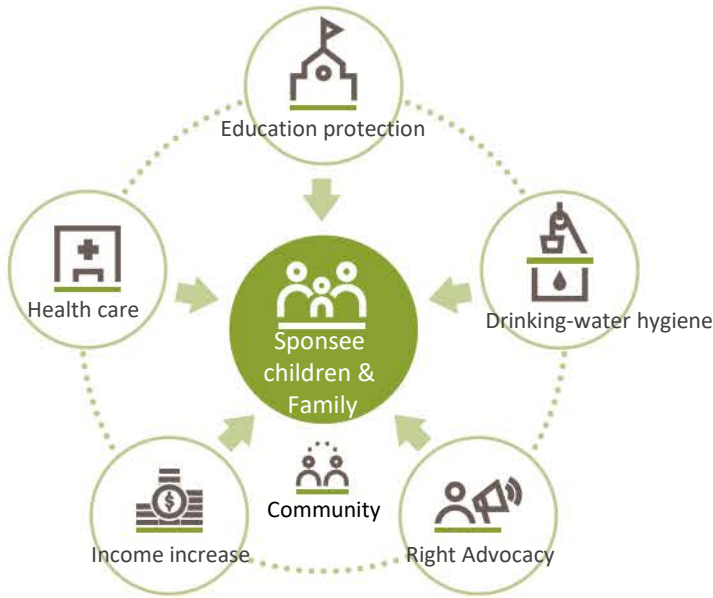 Education protection
Health care
Drinking-water hygiene
Sponsee
children &
Family
Community
Income increase
Right Advocacy